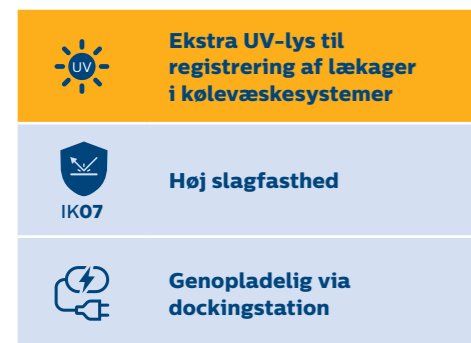 UV
Ekstra UV-lys til
registrering af lækager
i kølevæskesystemer
IK07
Høj slagfasthed
Genopladelig via
dockingstation